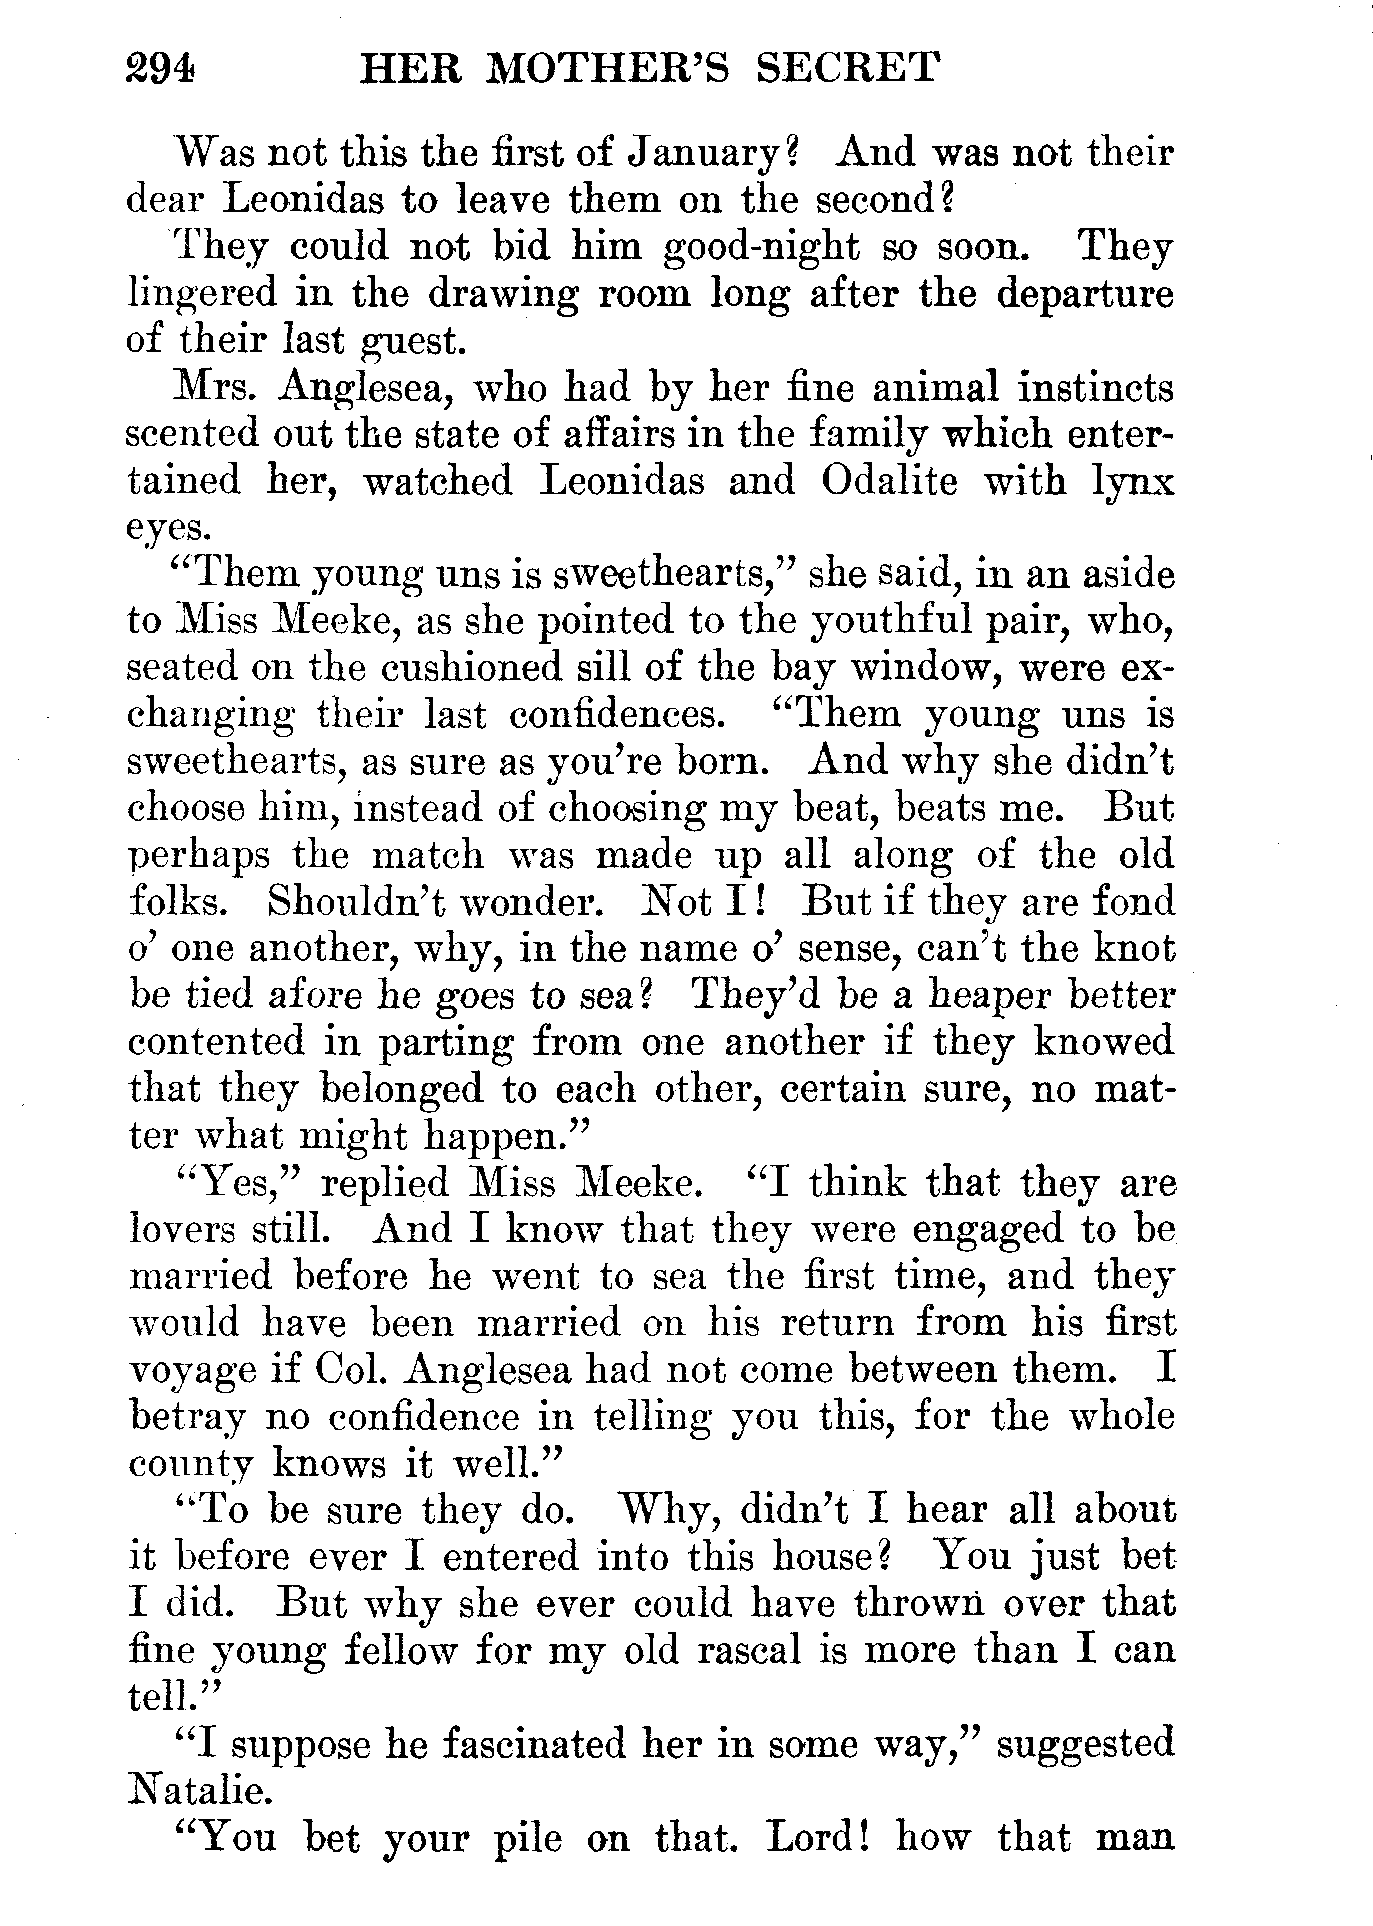 294 HER MOTHER'S SECRET
Was not this the first of January? And was not their
dear Leonidas to leave them on the second?
They could not bid him good-night so soon. They
lingered in the drawing room long after the departure
of their last guest.
Mrs. Anglesea, who had by her fine animal instincts
scented out the state of affairs in the family which enter-
tained her, watched Leonidas and Odalite with lynx
eyes.
"Them young uns is sweethearts," she said, in an aside
to Miss Meeke, as she pointed to the youthful pair, who,
seated on the cushioned sill of the bay window, were ex-
changing their last confidences. "Them young uns is
sweethearts, as sure as you're born. And why she didn't
choose him, instead of choosing my beat, beats me. But
perhaps the match was made up all along of the old
folks. Shouldn't wonder. Not I! But if they are fond
o' one another, why, in the name o' sense, can't the knot
be tied afore he goes to sea? They'd be a heaper better
contented in parting from one another if they knowed
that they belonged to each other, certain sure, no mat-
ter what might happen."
"Yes," replied Miss Meeke. "I think that they are
lovers still. And I know that they were engaged to be
married before he went to sea the first time, and they
would have been married on his return from his first
voyage if Col. Anglesea had not come between them. I
betray no confidence in telling you this, for the whole
county knows it well."
"To be sure they do. Why, didn't I hear all about
it before ever I entered into this house? You just bet
I did. But why she ever could have thrown over that
fine young fellow for my old rascal is more than I can
tell."
"I suppose he fascinated her in some way," suggested
Natalie.
"You bet your pile on that. Lord! how that man